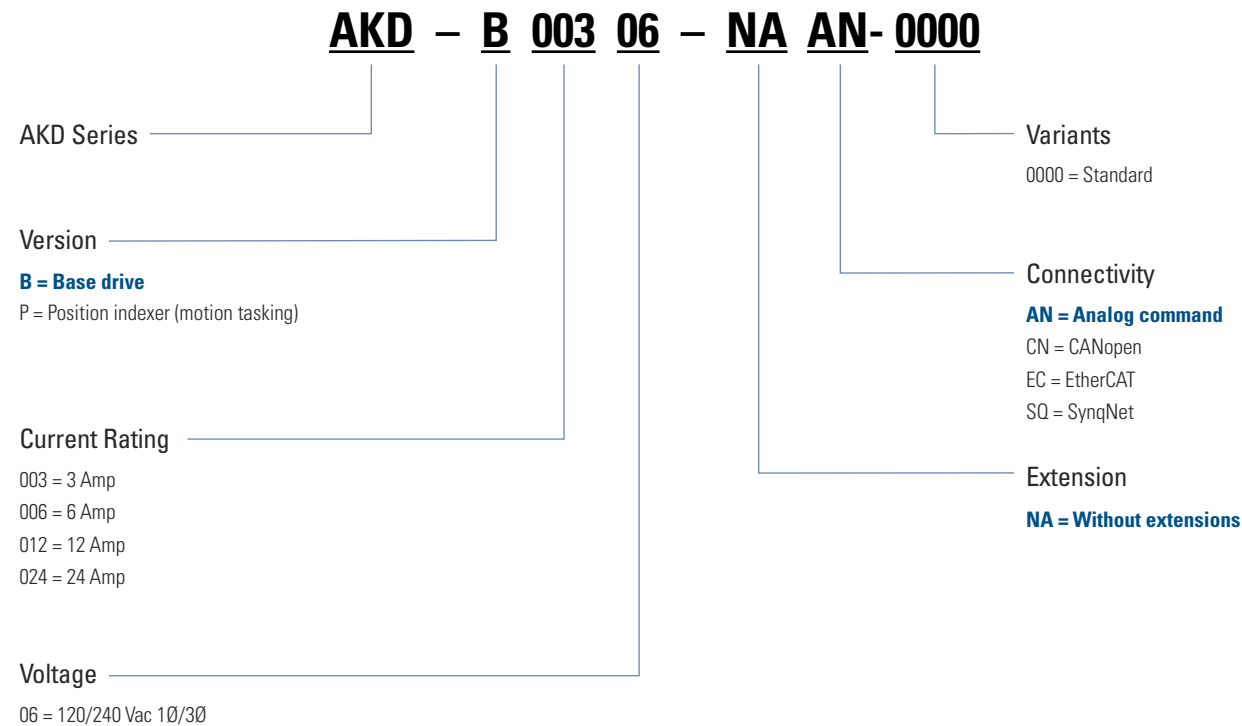 AKD – B 003 06 – NA AN- 0000
AKD Series
Version
B = Base drive
P = Position indexer (motion tasking)
Current Rating
003 = 3 Amp
006 = 6 Amp
012 = 12 Amp
024 = 24 Amp
Voltage
06 = 120/240 Vac 1Ø/3Ø
Variants
0000 = Standard
Connectivity
AN = Analog command
CN = CANopen
EC = EtherCAT
SQ = SynqNet
Extension
NA = Without extensions